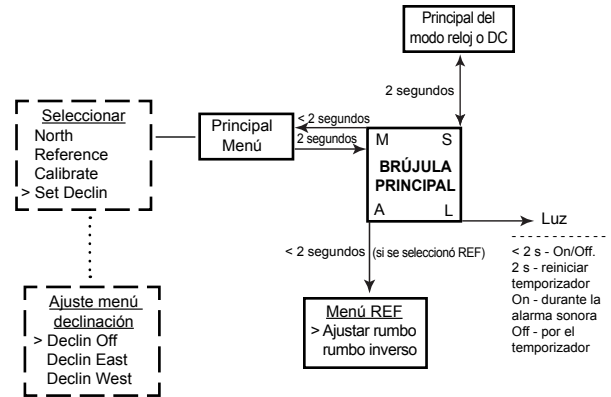 Principal del
modo reloj o DC
2 segundos
Seleccionar
North
Reference
Calibrate
> Set Declin
Principal
Menú
< 2 segundos
2 segundos
M S
BRÚJULA
PRINCIPAL
A L
Luz
< 2 s - On/Off.
2 s - reiniciar
temporizador
On - durante la
alarma sonora
Off - por el
temporizador
< 2 segundos (si se seleccionó REF)
Ajuste menú
declinación
> Declin Off
Declin East
Declin West
Menú REF
> Ajustar rumbo
rumbo inverso